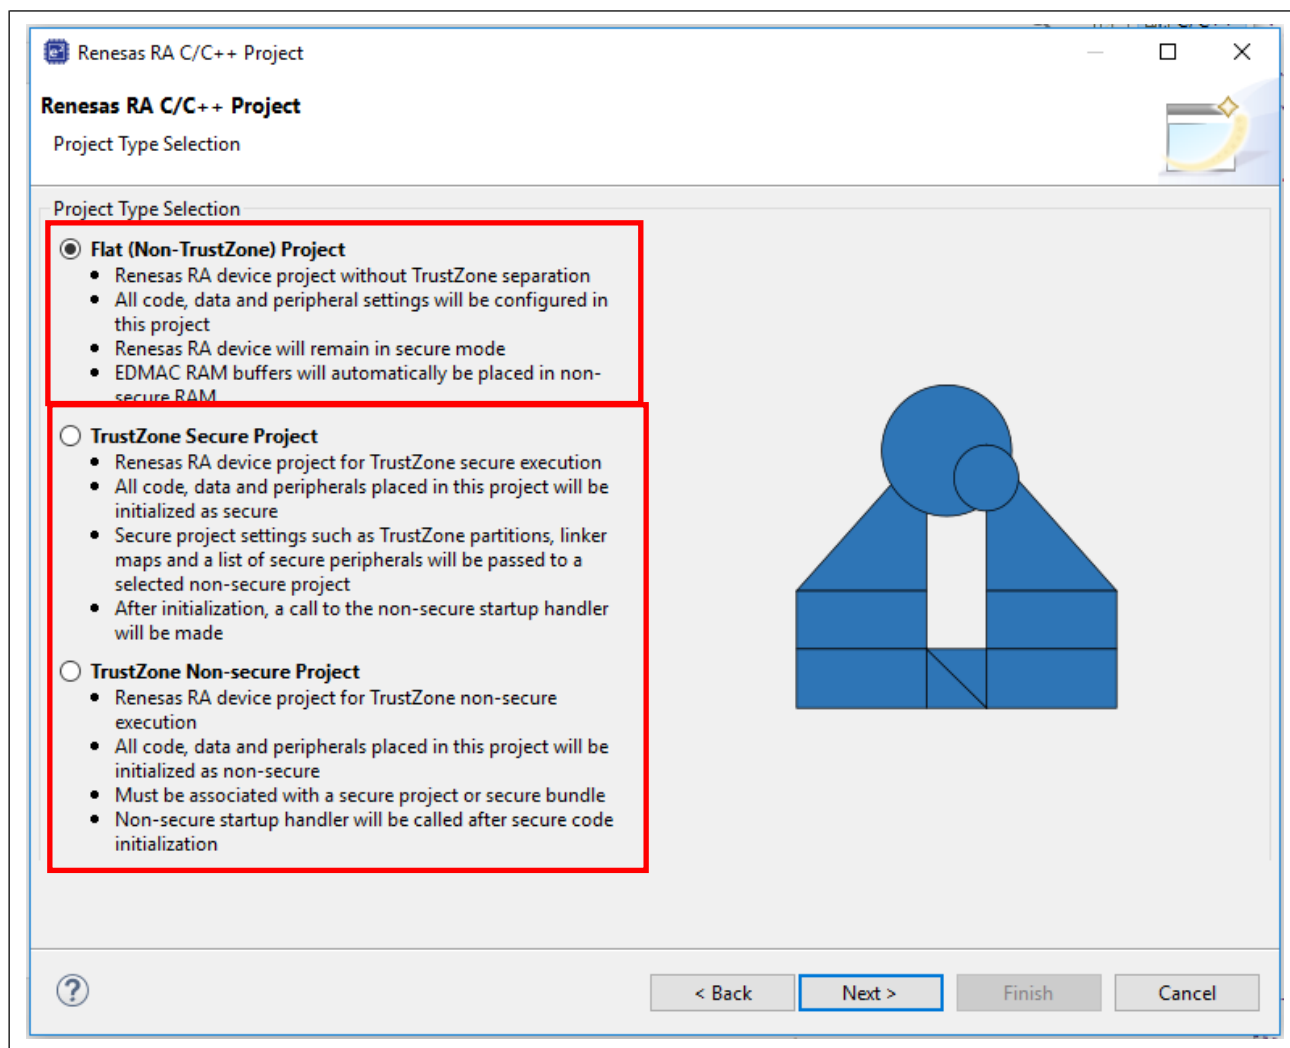 Renesas RA C/C++ Project
Renesas RA C/C++ Project
Project Type Selection
Project Type Selection
Flat (Non-TrustZone) Project
• Renesas RA device project without TrustZone separation
• All code, data and peripheral settings will be configured in
this project
• Renesas RA device will remain in secure mode
• EDMAC RAM buffers will automatically be placed in non-
secure RAM
TrustZone Secure Project
• Renesas RA device project for TrustZone secure execution
• All code, data and peripherals placed in this project will be
initialized as secure
• Secure project settings such as TrustZone partitions, linker
maps and a list of secure peripherals will be passed to a
selected non-secure project
• After initialization, a call to the non-secure startup handler
will be made
TrustZone Non-secure Project
• Renesas RA device project for TrustZone non-secure
execution
• All code, data and peripherals placed in this project will be
initialized as non-secure
• Must be associated with a secure project or secure bundle
• Non-secure startup handler will be called after secure code
initialization
?
< Back
Next >
Finish
Cancel